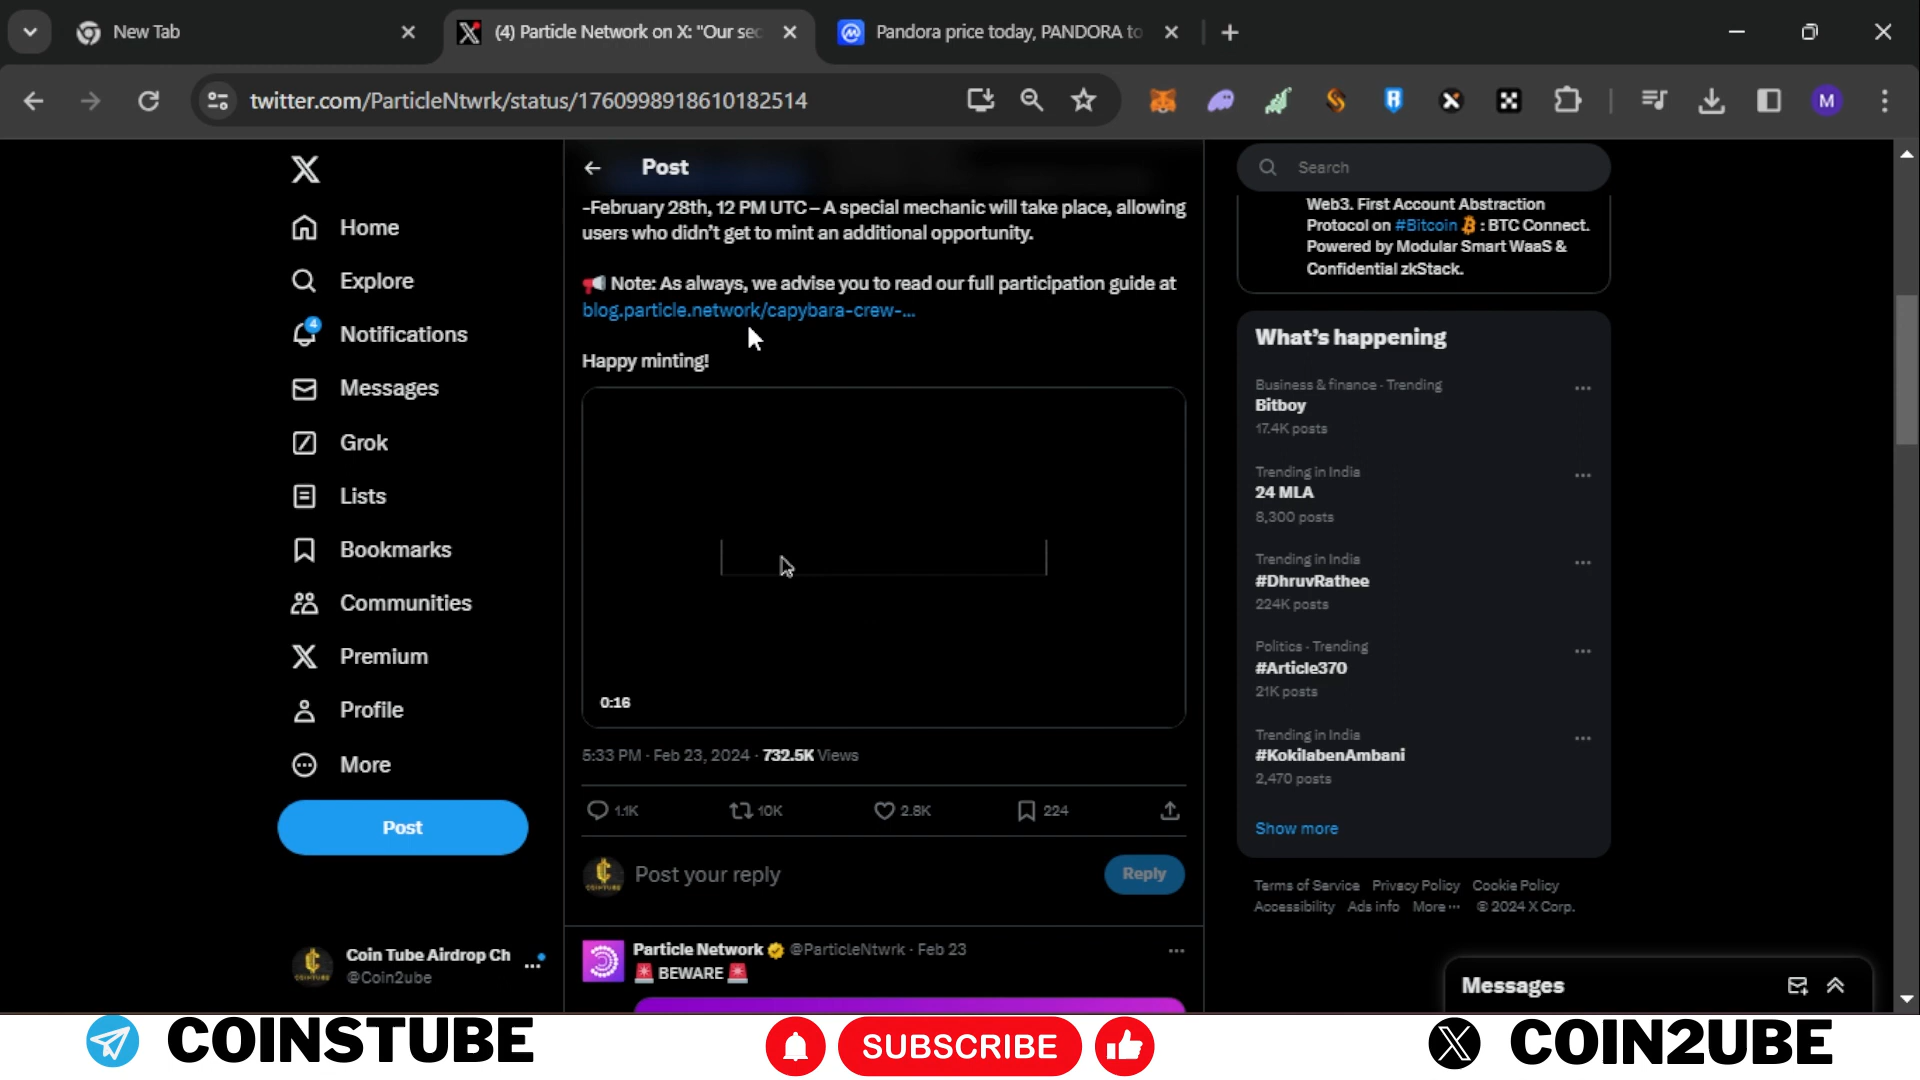 New Tab
(4) Particle Network on X: "Our sec
Pandora price today, PANDORA to
twitter.com/ParticleNtwrk/status/1760998918610182514
M
Home
Explore
4
Notifications
Messages
Grok
Lists
Bookmarks
Communities
Premium
Profile
More
Post
Coin Tube Airdrop Ch
@Coin2ube
Post
-February 28th, 12 PM UTC – A special mechanic will take place, allowing
users who didn't get to mint an additional opportunity.
Note: As always, we advise you to read our full participation guide at
blog.particle.network/capybara-crew-...
Happy minting!
0:16
5:33 PM · Feb 23, 2024 · 732.5K Views
1.1K
10K
2.8K
224
Post your reply
Reply
Particle Network @ParticleNtwrk · Feb 23
BEWARE
Search
Web3. First Account Abstraction
Protocol on #Bitcoin : BTC Connect.
Powered by Modular Smart WaaS &
Confidential zkStack.
What's happening
Business & finance · Trending
Bitboy
17.4K posts
Trending in India
24 MLA
8,300 posts
Trending in India
#DhruvRathee
224K posts
Politics · Trending
#Article370
21K posts
Trending in India
#KokilabenAmbani
2,470 posts
Show more
Terms of Service Privacy Policy Cookie Policy
Accessibility Ads info More ··· © 2024 X Corp.
Messages
COINSTUBE
SUBSCRIBE
COIN2UBE